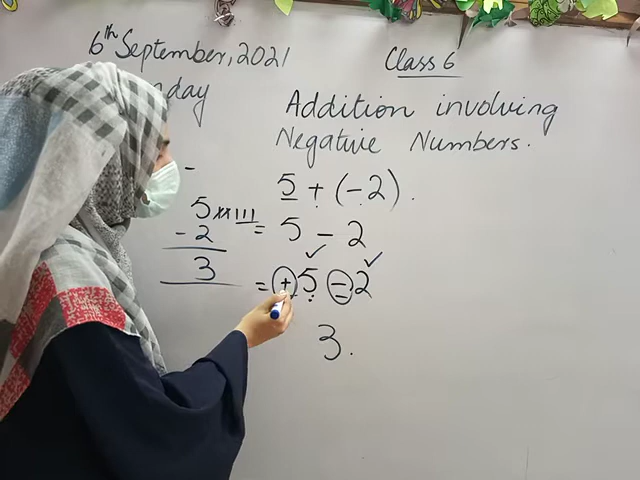 6th September, 2021
Class 6
Addition involving
Negative Numbers.
5 + (-2).
= 5 - 2
= +5 - 2
3.
-
5 xx111
- 2
3